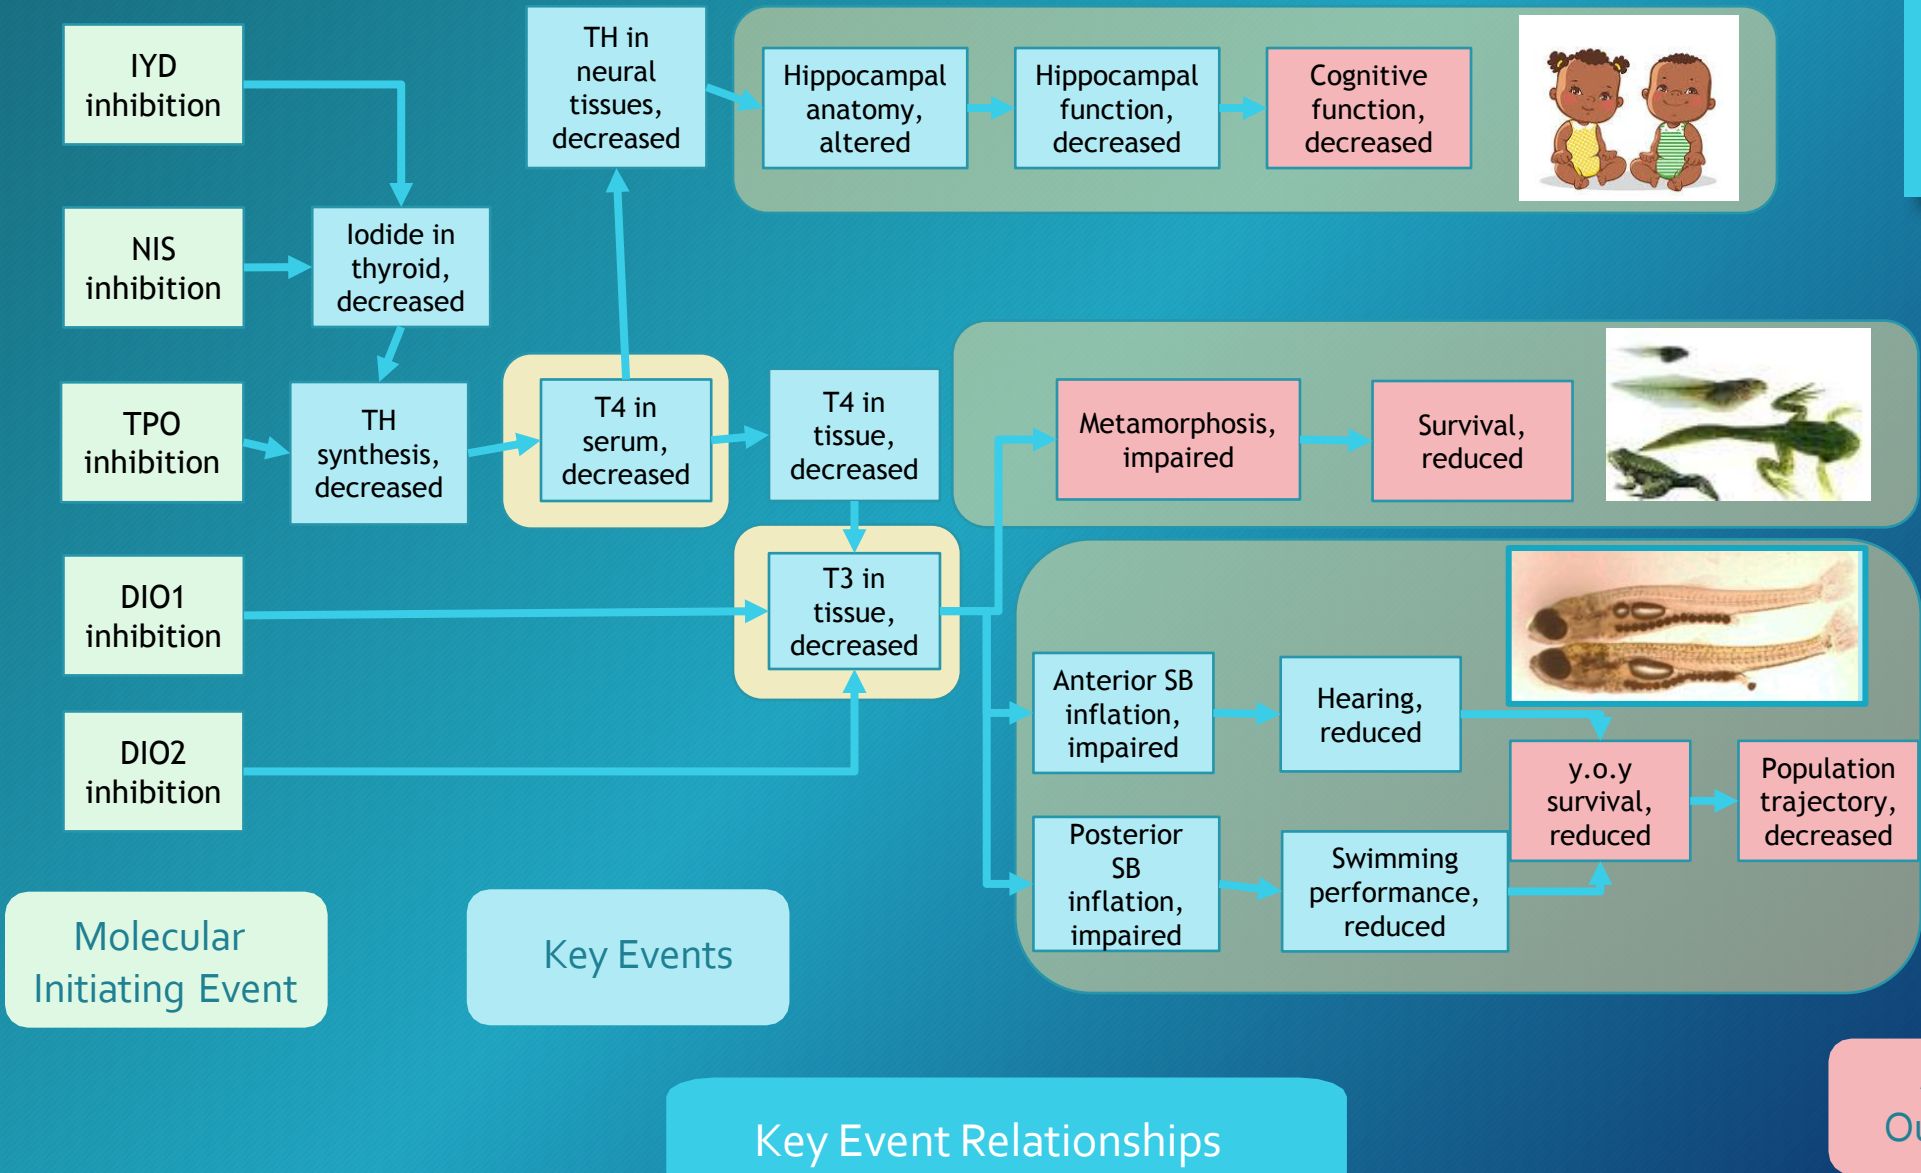 IYD
inhibition
TH in
neural
tissues,
decreased
Hippocampal
anatomy,
altered
Hippocampal
function,
decreased
Cognitive
function,
decreased
NIS
inhibition
Iodide in
thyroid,
decreased
TPO
inhibition
TH
synthesis,
decreased
T4 in
serum,
decreased
T4 in
tissue,
decreased
Metamorphosis,
impaired
Survival,
reduced
DIO1
inhibition
T3 in
tissue,
decreased
DIO2
inhibition
Anterior SB
inflation,
impaired
Hearing,
reduced
y.o.y
survival,
reduced
Population
trajectory,
decreased
Posterior
SB
inflation,
impaired
Swimming
performance,
reduced
Molecular
Initiating Event
Key Events
Key Event Relationships